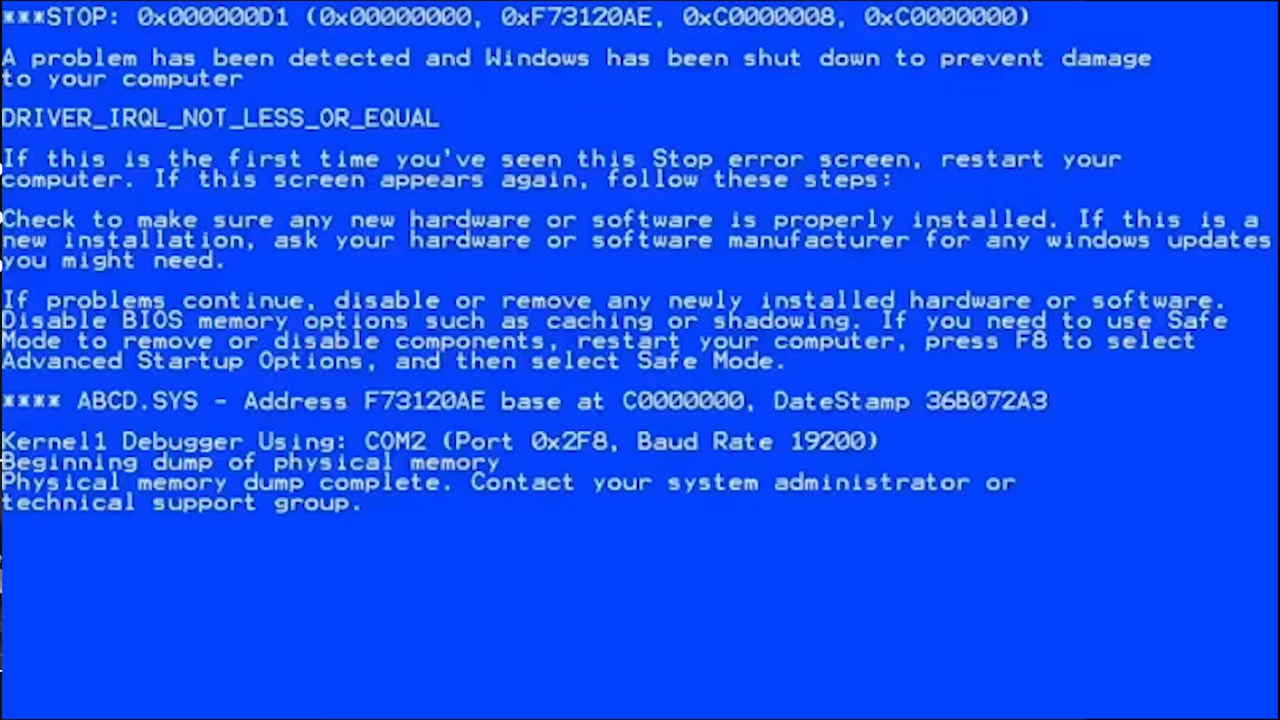 ***STOP: 0x000000D1 (0x00000000, 0xF73120AE, 0xC0000008, 0xC0000000)
A problem has been detected and Windows has been shut down to prevent damage
to your computer
DRIVER_IRQL_NOT_LESS_OR_EQUAL
If this is the first time you've seen this Stop error screen, restart your
computer. If this screen appears again, follow these steps:
Check to make sure any new hardware or software is properly installed. If this is a
new installation, ask your hardware or software manufacturer for any windows updates
you might need.
If problems continue, disable or remove any newly installed hardware or software.
Disable BIOS memory options such as caching or shadowing. If you need to use Safe
Mode to remove or disable components, restart your computer, press F8 to select
Advanced Startup Options, and then select Safe Mode.
**** ABCD.SYS - Address F73120AE base at C0000000, DateStamp 36B072A3
Kernel1 Debugger Using: COM2 (Port 0x2F8, Baud Rate 19200)
Beginning dump of physical memory
Physical memory dump complete. Contact your system administrator or
technical support group.